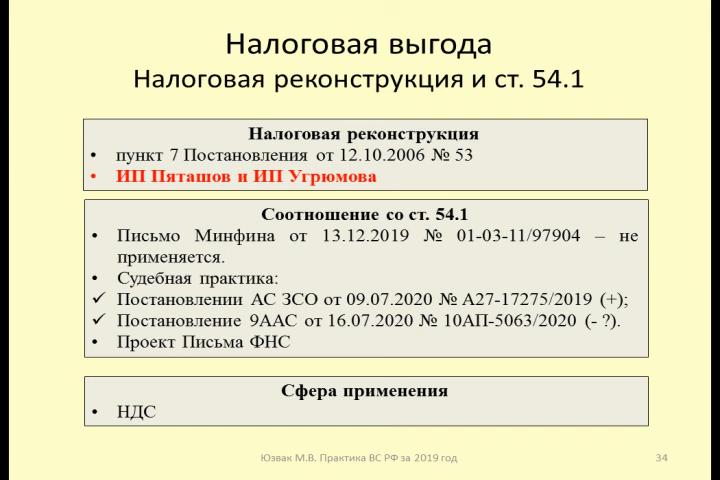 Налоговая выгода
Налоговая реконструкция и ст. 54.1
Налоговая реконструкция
• пункт 7 Постановления от 12.10.2006 № 53
• ИП Пяташов и ИП Угрюмова
Соотношение со ст. 54.1
• Письмо Минфина от 13.12.2019 № 01-03-11/97904 – не
применяется.
• Судебная практика:
✓ Постановлении АС ЗСО от 09.07.2020 № А27-17275/2019 (+);
✓ Постановление 9ААС от 16.07.2020 № 10АП-5063/2020 (- ?).
• Проект Письма ФНС
Сфера применения
• НДС
Юзвак М.В. Практика ВС РФ за 2019 год
34